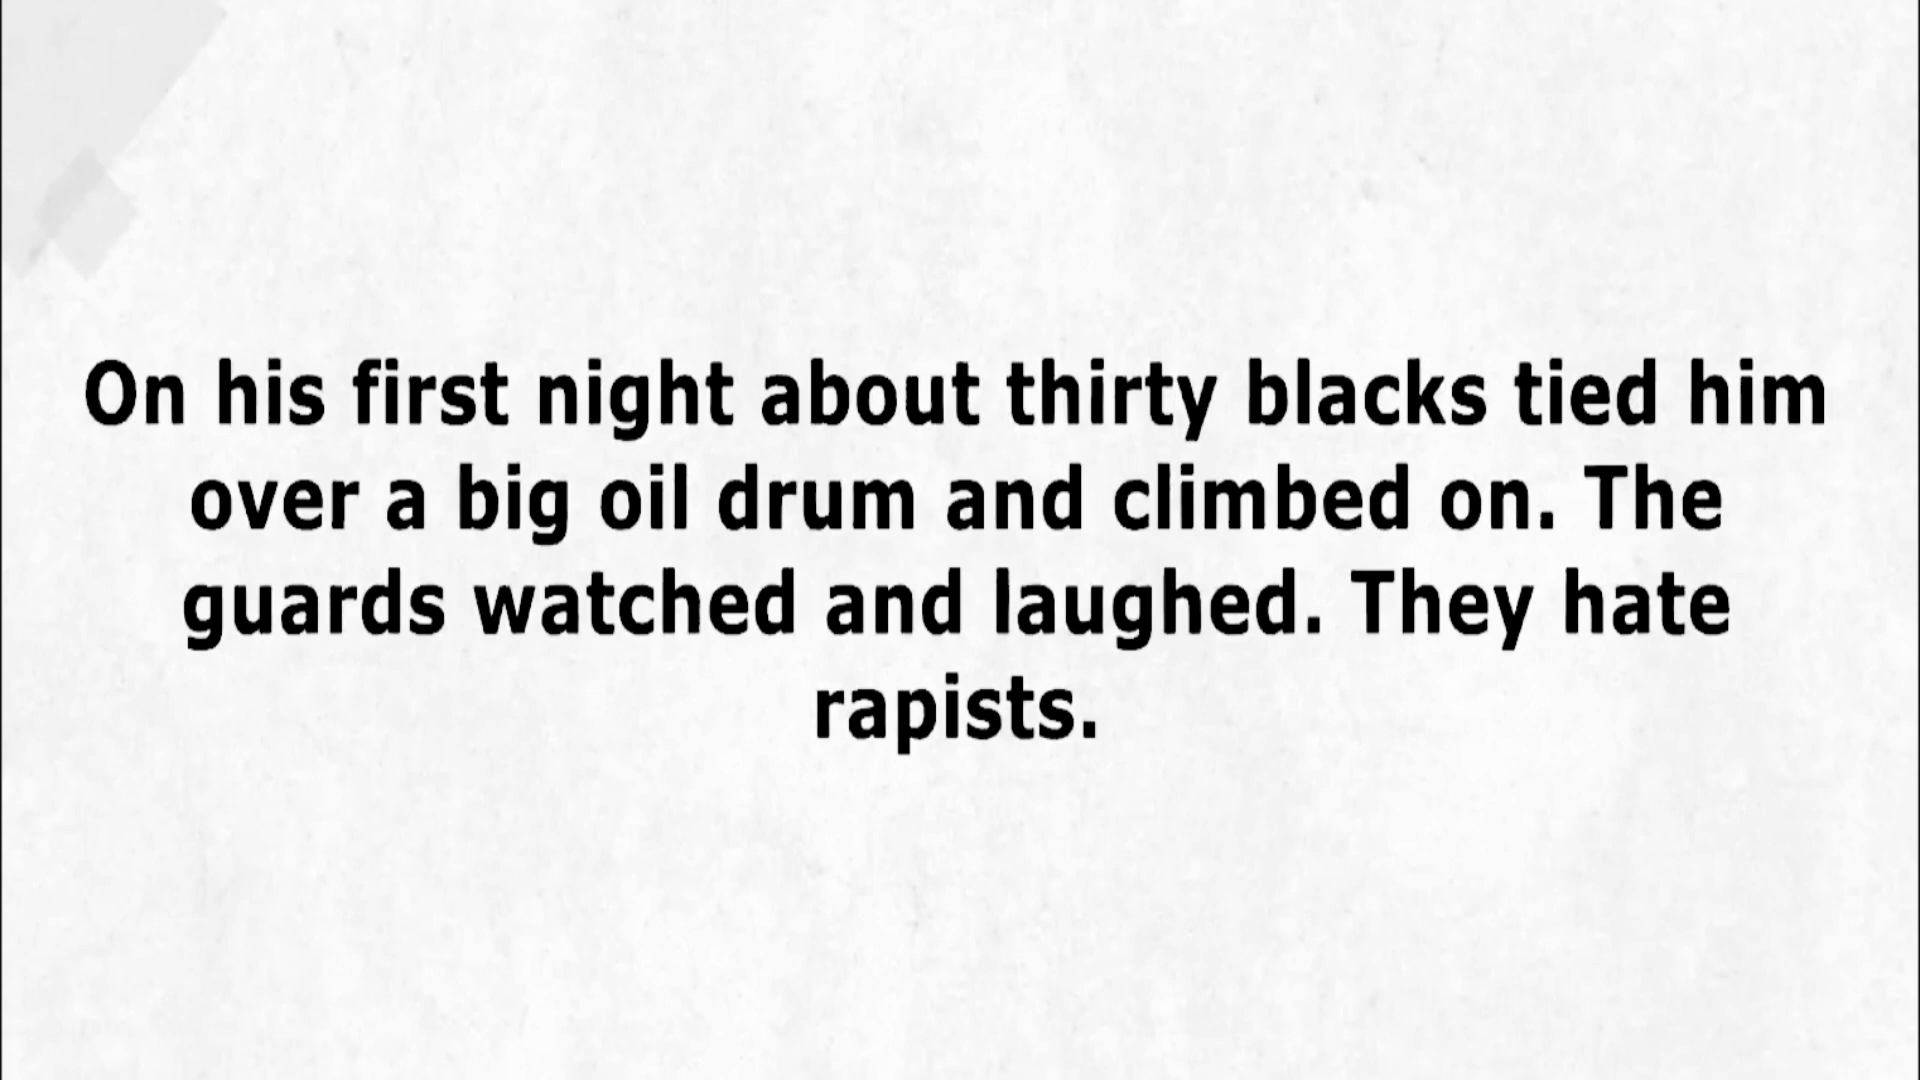 On his first night about thirty blacks tied him
over a big oil drum and climbed on. The
guards watched and laughed. They hate
rapists.